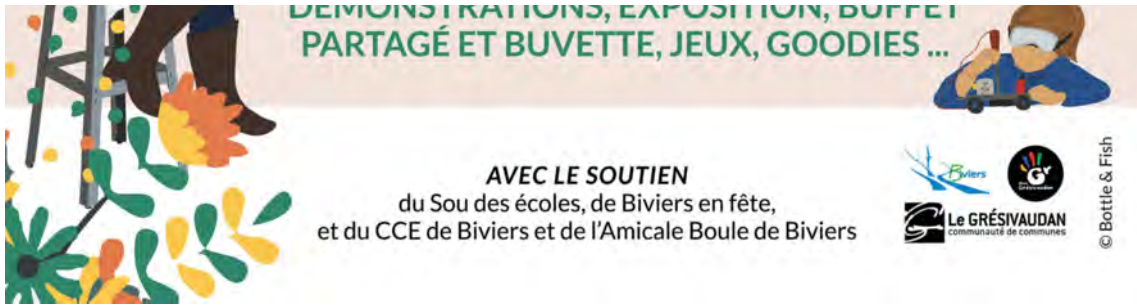 DÉMONSTRATIONS, EXPOSITION, BUFFET
PARTAGÉ ET BUVETTE, JEUX, GOODIES ...
AVEC LE SOUTIEN
du Sou des écoles, de Biviers en fête,
et du CCE de Biviers et de l'Amicale Boule de Biviers
Biviers
Grésivaudan
Le GRÉSIVAUDAN
communauté de communes
© Bottle & Fish